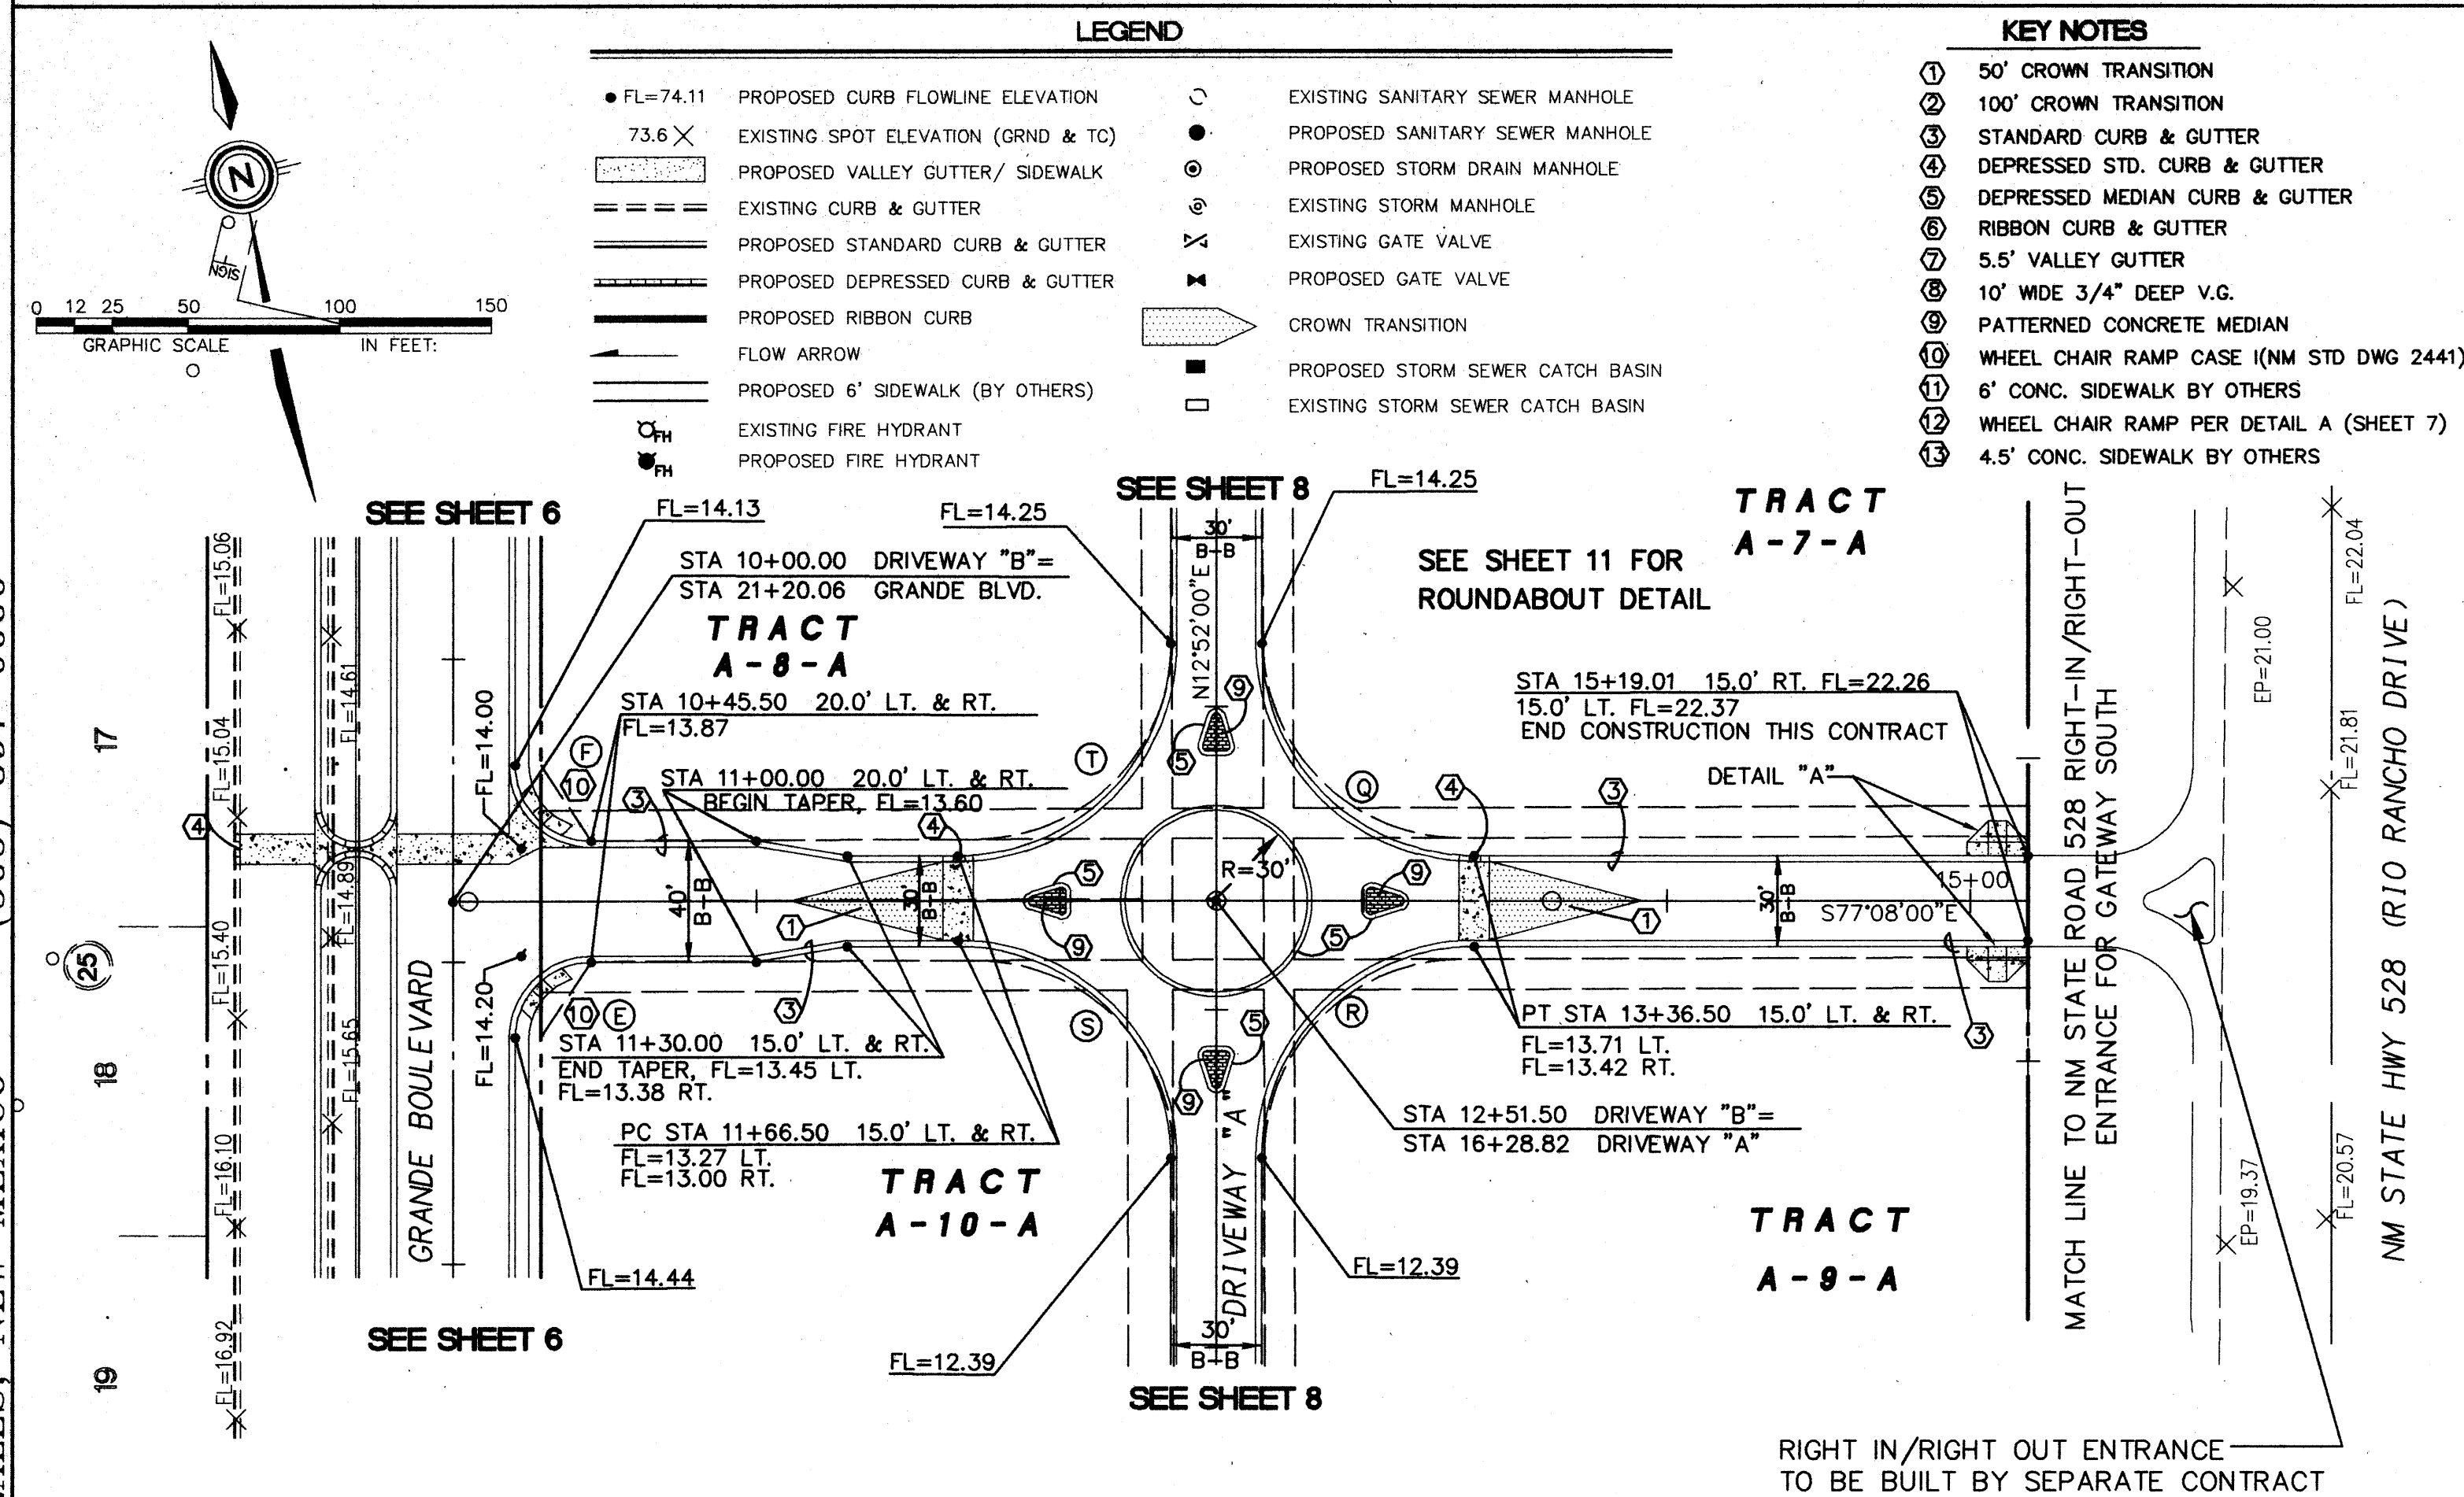 LEGEND
● FL=74.11 PROPOSED CURB FLOWLINE ELEVATION
73.6 X EXISTING SPOT ELEVATION (GRND & TC)
PROPOSED VALLEY GUTTER/ SIDEWALK
EXISTING CURB & GUTTER
PROPOSED STANDARD CURB & GUTTER
PROPOSED DEPRESSED CURB & GUTTER
PROPOSED RIBBON CURB
FLOW ARROW
PROPOSED 6' SIDEWALK (BY OTHERS)
FH EXISTING FIRE HYDRANT
FH PROPOSED FIRE HYDRANT
EXISTING SANITARY SEWER MANHOLE
PROPOSED SANITARY SEWER MANHOLE
PROPOSED STORM DRAIN MANHOLE
EXISTING STORM MANHOLE
EXISTING GATE VALVE
PROPOSED GATE VALVE
CROWN TRANSITION
PROPOSED STORM SEWER CATCH BASIN
EXISTING STORM SEWER CATCH BASIN
KEY NOTES
1 50' CROWN TRANSITION
2 100' CROWN TRANSITION
3 STANDARD CURB & GUTTER
4 DEPRESSED STD. CURB & GUTTER
5 DEPRESSED MEDIAN CURB & GUTTER
6 RIBBON CURB & GUTTER
7 5.5' VALLEY GUTTER
8 10' WIDE 3/4" DEEP V.G.
9 PATTERNED CONCRETE MEDIAN
10 WHEEL CHAIR RAMP CASE I(NM STD DWG 2441)
11 6' CONC. SIDEWALK BY OTHERS
12 WHEEL CHAIR RAMP PER DETAIL A (SHEET 7)
13 4.5' CONC. SIDEWALK BY OTHERS
N
SIGN
0 12 25 50 100 150
GRAPHIC SCALE IN FEET:
SEE SHEET 6
FL=14.13
FL=14.25
SEE SHEET 8
FL=14.25
TRACT
A-7-A
STA 10+00.00 DRIVEWAY "B"=
STA 21+20.06 GRANDE BLVD.
TRACT
A-8-A
STA 10+45.50 20.0' LT. & RT.
FL=13.87
STA 11+00.00 20.0' LT. & RT.
BEGIN TAPER, FL=13.60
30'
B-B
N12°52'00"E
SEE SHEET 11 FOR
ROUNDABOUT DETAIL
STA 15+19.01 15.0' RT. FL=22.26
15.0' LT. FL=22.37
END CONSTRUCTION THIS CONTRACT
DETAIL "A"
FL=15.06
FL=15.04
FL=15.40
FL=16.10
FL=16.92
FL=14.61
FL=14.89
FL=15.65
FL=14.00
FL=14.20
GRANDE BOULEVARD
17
18
19
25
4
F
10
3
T
5
9
Q
4
3
4
5
9
1
40'
B-B
30'
B-B
R=30'
9
5
1
30'
B-B
15+00
S77°08'00"E
10
E
3
S
9
5
R
3
STA 11+30.00 15.0' LT. & RT.
END TAPER, FL=13.45 LT.
FL=13.38 RT.
PC STA 11+66.50 15.0' LT. & RT.
FL=13.27 LT.
FL=13.00 RT.
TRACT
A-10-A
PT STA 13+36.50 15.0' LT. & RT.
FL=13.71 LT.
FL=13.42 RT.
STA 12+51.50 DRIVEWAY "B"=
STA 16+28.82 DRIVEWAY "A"
TRACT
A-9-A
FL=14.44
SEE SHEET 6
FL=12.39
FL=12.39
DRIVEWAY "A"
30'
B-B
SEE SHEET 8
MATCH LINE TO NM STATE ROAD 528 RIGHT-IN/RIGHT-OUT
ENTRANCE FOR GATEWAY SOUTH
EP=21.00
EP=19.37
FL=22.04
FL=21.81
FL=20.57
NM STATE HWY 528 (RIO RANCHO DRIVE)
RIGHT IN/RIGHT OUT ENTRANCE
TO BE BUILT BY SEPARATE CONTRACT